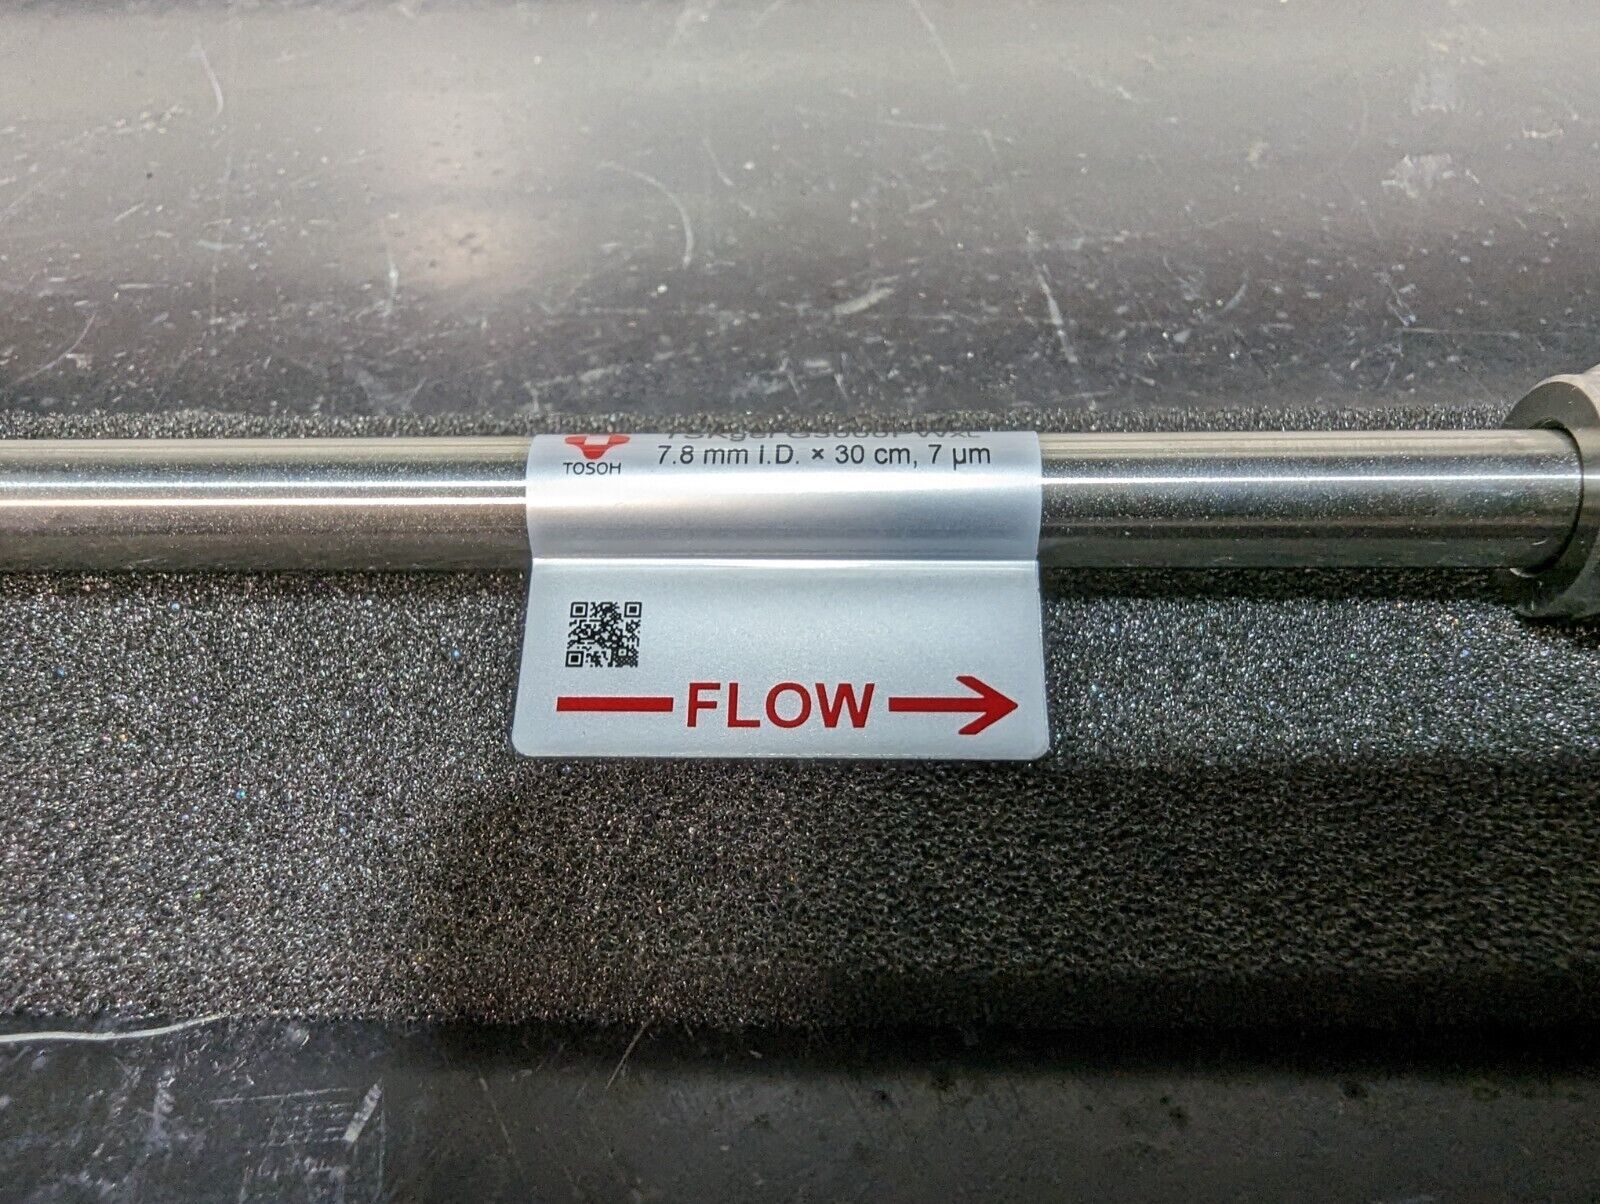 TOSOH
7.8 mm I.D. × 30 cm, 7 µm
FLOW